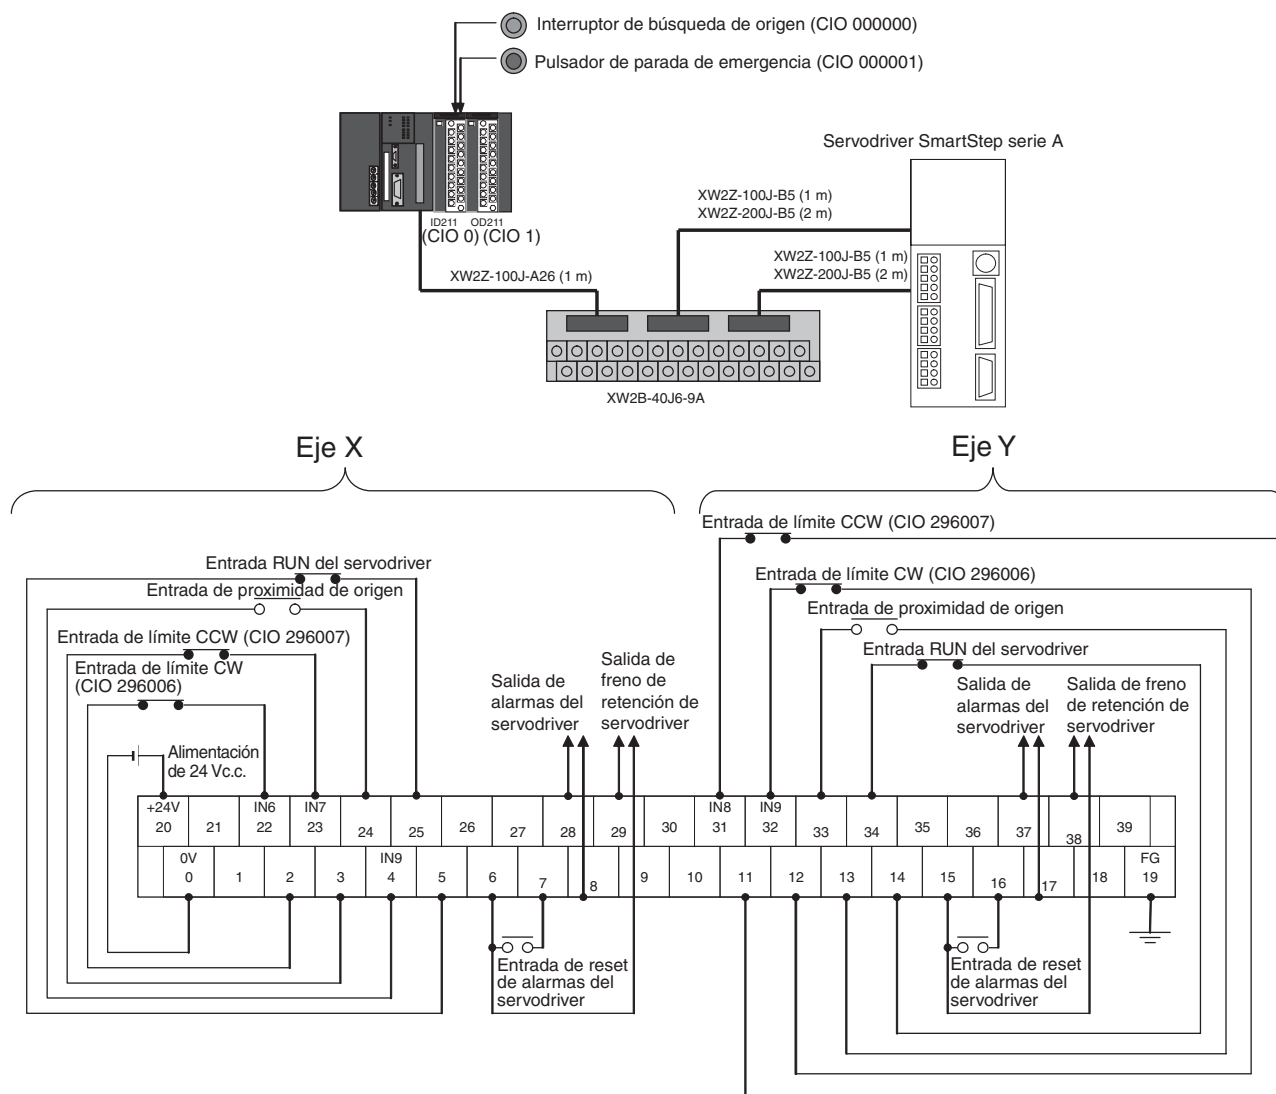 Interruptor de búsqueda de origen (CIO 000000)
Pulsador de parada de emergencia (CIO 000001)
Servodriver SmartStep serie A
ID211
OD211
(CIO 0) (CIO 1)
XW2Z-100J-B5 (1 m)
XW2Z-200J-B5 (2 m)
XW2Z-100J-B5 (1 m)
XW2Z-200J-B5 (2 m)
XW2Z-100J-A26 (1 m)
XW2B-40J6-9A
Eje X
Eje Y
Entrada RUN del servodriver
Entrada de proximidad de origen
Entrada de límite CCW (CIO 296007)
Entrada de límite CW
(CIO 296006)
Alimentación
de 24 Vc.c.
Salida de
alarmas del
servodriver
Salida de
freno de
retención de
servodriver
Entrada de límite CCW (CIO 296007)
Entrada de límite CW (CIO 296006)
Entrada de proximidad de origen
Entrada RUN del servodriver
Salida de
alarmas del
servodriver
Salida de freno
de retención de
servodriver
+24V IN6 IN7 IN8 IN9
20 21 22 23 24 25 26 27 28 29 30 31 32 33 34 35 36 37 38 39
0V IN9 FG
0 1 2 3 4 5 6 7 8 9 10 11 12 13 14 15 16 17 18 19
Entrada de reset
de alarmas del
servodriver
Entrada de reset
de alarmas del
servodriver